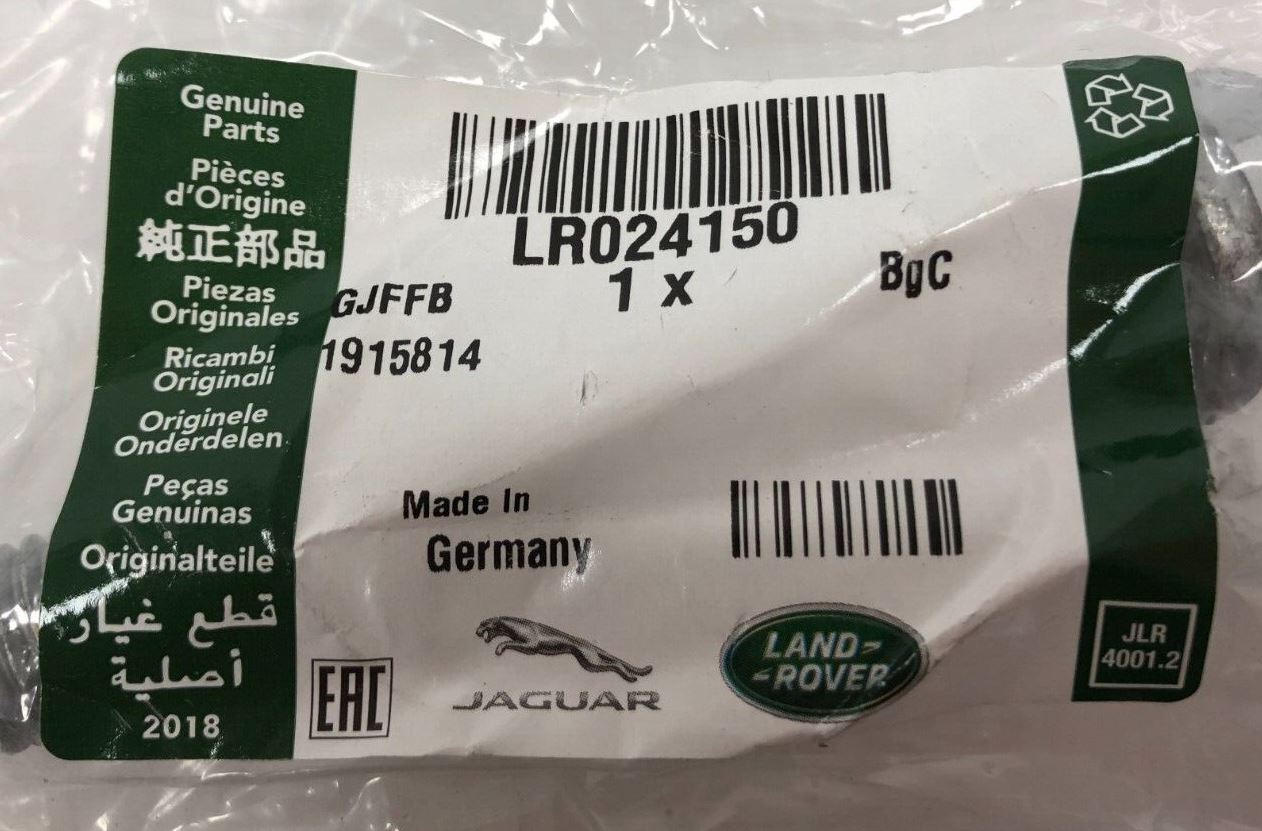 Genuine
Parts
Pièces
d'Origine
純正部品
Piezas
Originales
Ricambi
Originali
Originele
Onderdelen
Peças
Genuinas
Originalteile
قطع غيار
أصلية
2018
LR024150
1 x
BgC
GJFFB
1915814
Made In
Germany
EAC
JAGUAR
LAND-
-ROVER
JLR
4001.2